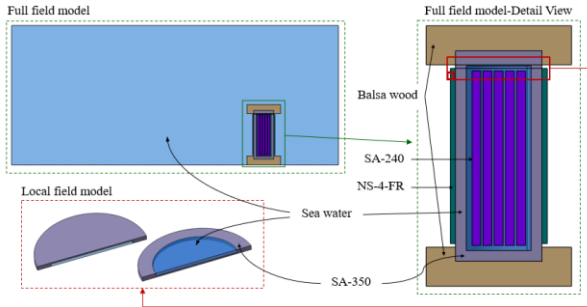 Full field model
Full field model-Detail View
Balsa wood
SA-240
NS-4-FR
Local field model
Sea water
SA-350